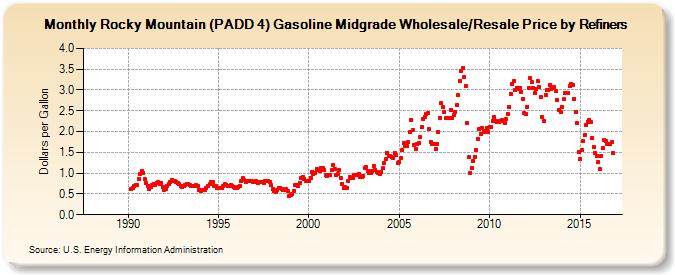 Monthly Rocky Mountain (PADD 4) Gasoline Midgrade Wholesale/Resale Price by Refiners
Dollars per Gallon
4.0
3.5
3.0
2.5
2.0
1.5
1.0
0.5
0.0
1990 1995 2000 2005 2010 2015
Source: U.S. Energy Information Administration